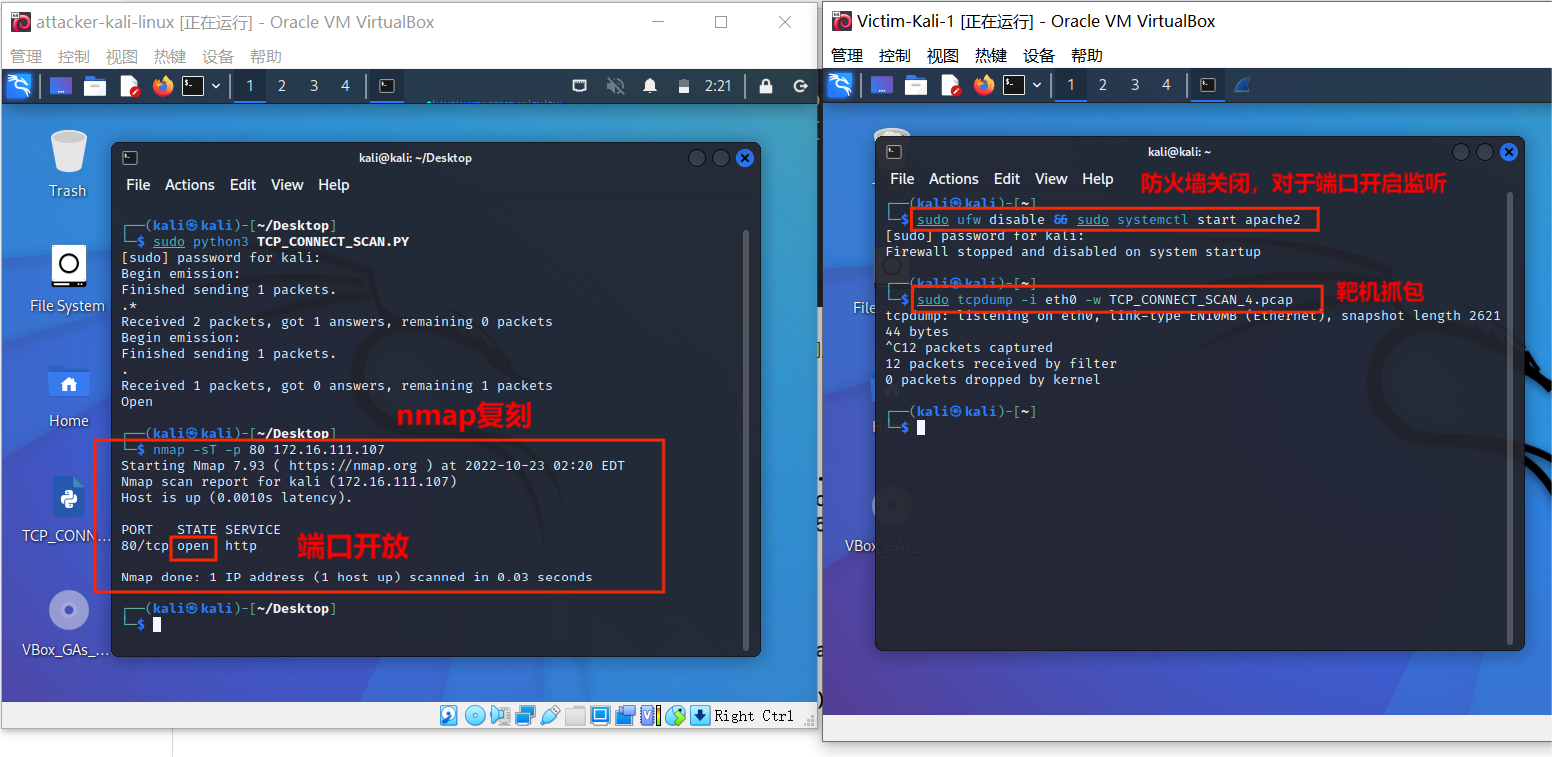 attacker-kali-linux [正在运行] - Oracle VM VirtualBox
管理 控制 视图 热键 设备 帮助
1 2 3 4 2:21
Trash
File System
Home
TCP_CONN...
VBox_GAs_...
kali@kali: ~/Desktop
File Actions Edit View Help
┌──(kali㉿kali)-[~/Desktop]
└─$ sudo python3 TCP_CONNECT_SCAN.PY
[sudo] password for kali:
Begin emission:
Finished sending 1 packets.
.*
Received 2 packets, got 1 answers, remaining 0 packets
Begin emission:
Finished sending 1 packets.
.
Received 1 packets, got 0 answers, remaining 1 packets
Open
nmap复刻
┌──(kali㉿kali)-[~/Desktop]
└─$ nmap -sT -p 80 172.16.111.107
Starting Nmap 7.93 ( https://nmap.org ) at 2022-10-23 02:20 EDT
Nmap scan report for kali (172.16.111.107)
Host is up (0.0010s latency).
PORT STATE SERVICE
80/tcp open http
端口开放
Nmap done: 1 IP address (1 host up) scanned in 0.03 seconds
┌──(kali㉿kali)-[~/Desktop]
└─$
Right Ctrl
Victim-Kali-1 [正在运行] - Oracle VM VirtualBox
管理 控制 视图 热键 设备 帮助
1 2 3 4
File
VBox_GAs_...
kali@kali: ~
File Actions Edit View Help
防火墙关闭，对于端口开启监听
┌──(kali㉿kali)-[~]
└─$ sudo ufw disable && sudo systemctl start apache2
[sudo] password for kali:
Firewall stopped and disabled on system startup
┌──(kali㉿kali)-[~]
└─$ sudo tcpdump -i eth0 -w TCP_CONNECT_SCAN_4.pcap
靶机抓包
tcpdump: listening on eth0, link-type EN10MB (Ethernet), snapshot length 2621
44 bytes
^C12 packets captured
12 packets received by filter
0 packets dropped by kernel
┌──(kali㉿kali)-[~]
└─$